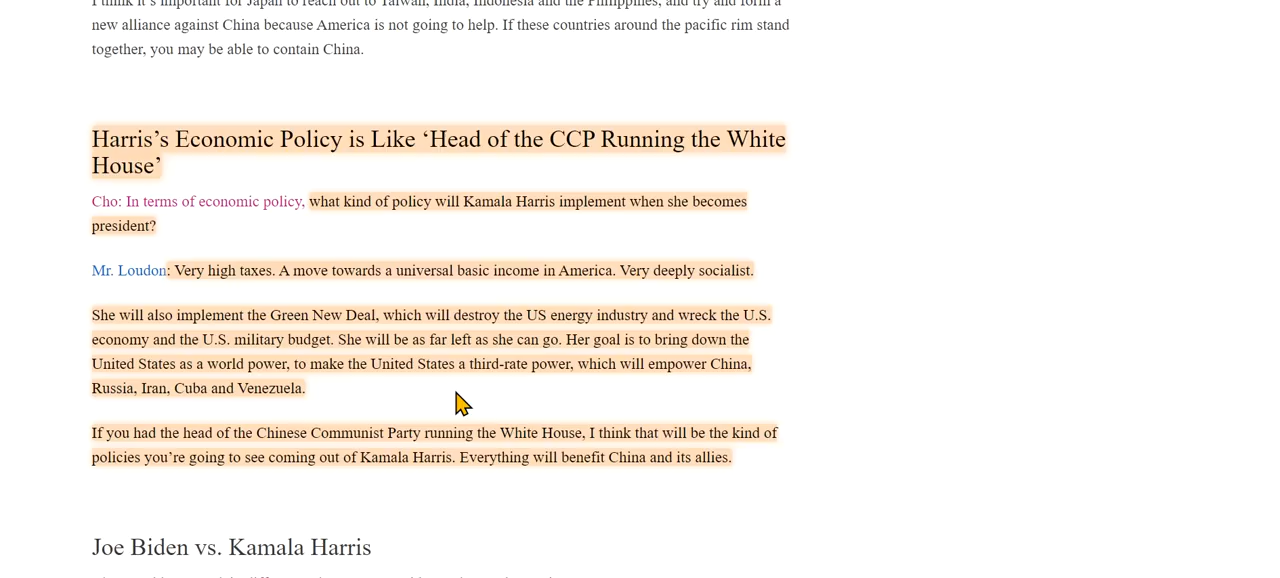 I think it's important for Japan to reach out to Taiwan, India, Indonesia and the Philippines, and try and form a
new alliance against China because America is not going to help. If these countries around the pacific rim stand
together, you may be able to contain China.
Harris’s Economic Policy is Like ‘Head of the CCP Running the White
House’
Cho: In terms of economic policy, what kind of policy will Kamala Harris implement when she becomes
president?
Mr. Loudon: Very high taxes. A move towards a universal basic income in America. Very deeply socialist.
She will also implement the Green New Deal, which will destroy the US energy industry and wreck the U.S.
economy and the U.S. military budget. She will be as far left as she can go. Her goal is to bring down the
United States as a world power, to make the United States a third-rate power, which will empower China,
Russia, Iran, Cuba and Venezuela.
If you had the head of the Chinese Communist Party running the White House, I think that will be the kind of
policies you’re going to see coming out of Kamala Harris. Everything will benefit China and its allies.
Joe Biden vs. Kamala Harris